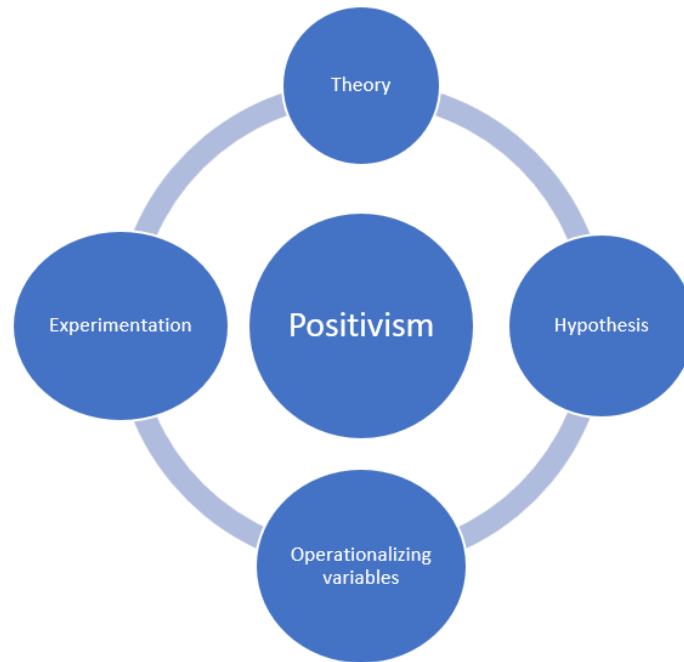 Theory
Experimentation
Positivism
Hypothesis
Operationalizing
variables